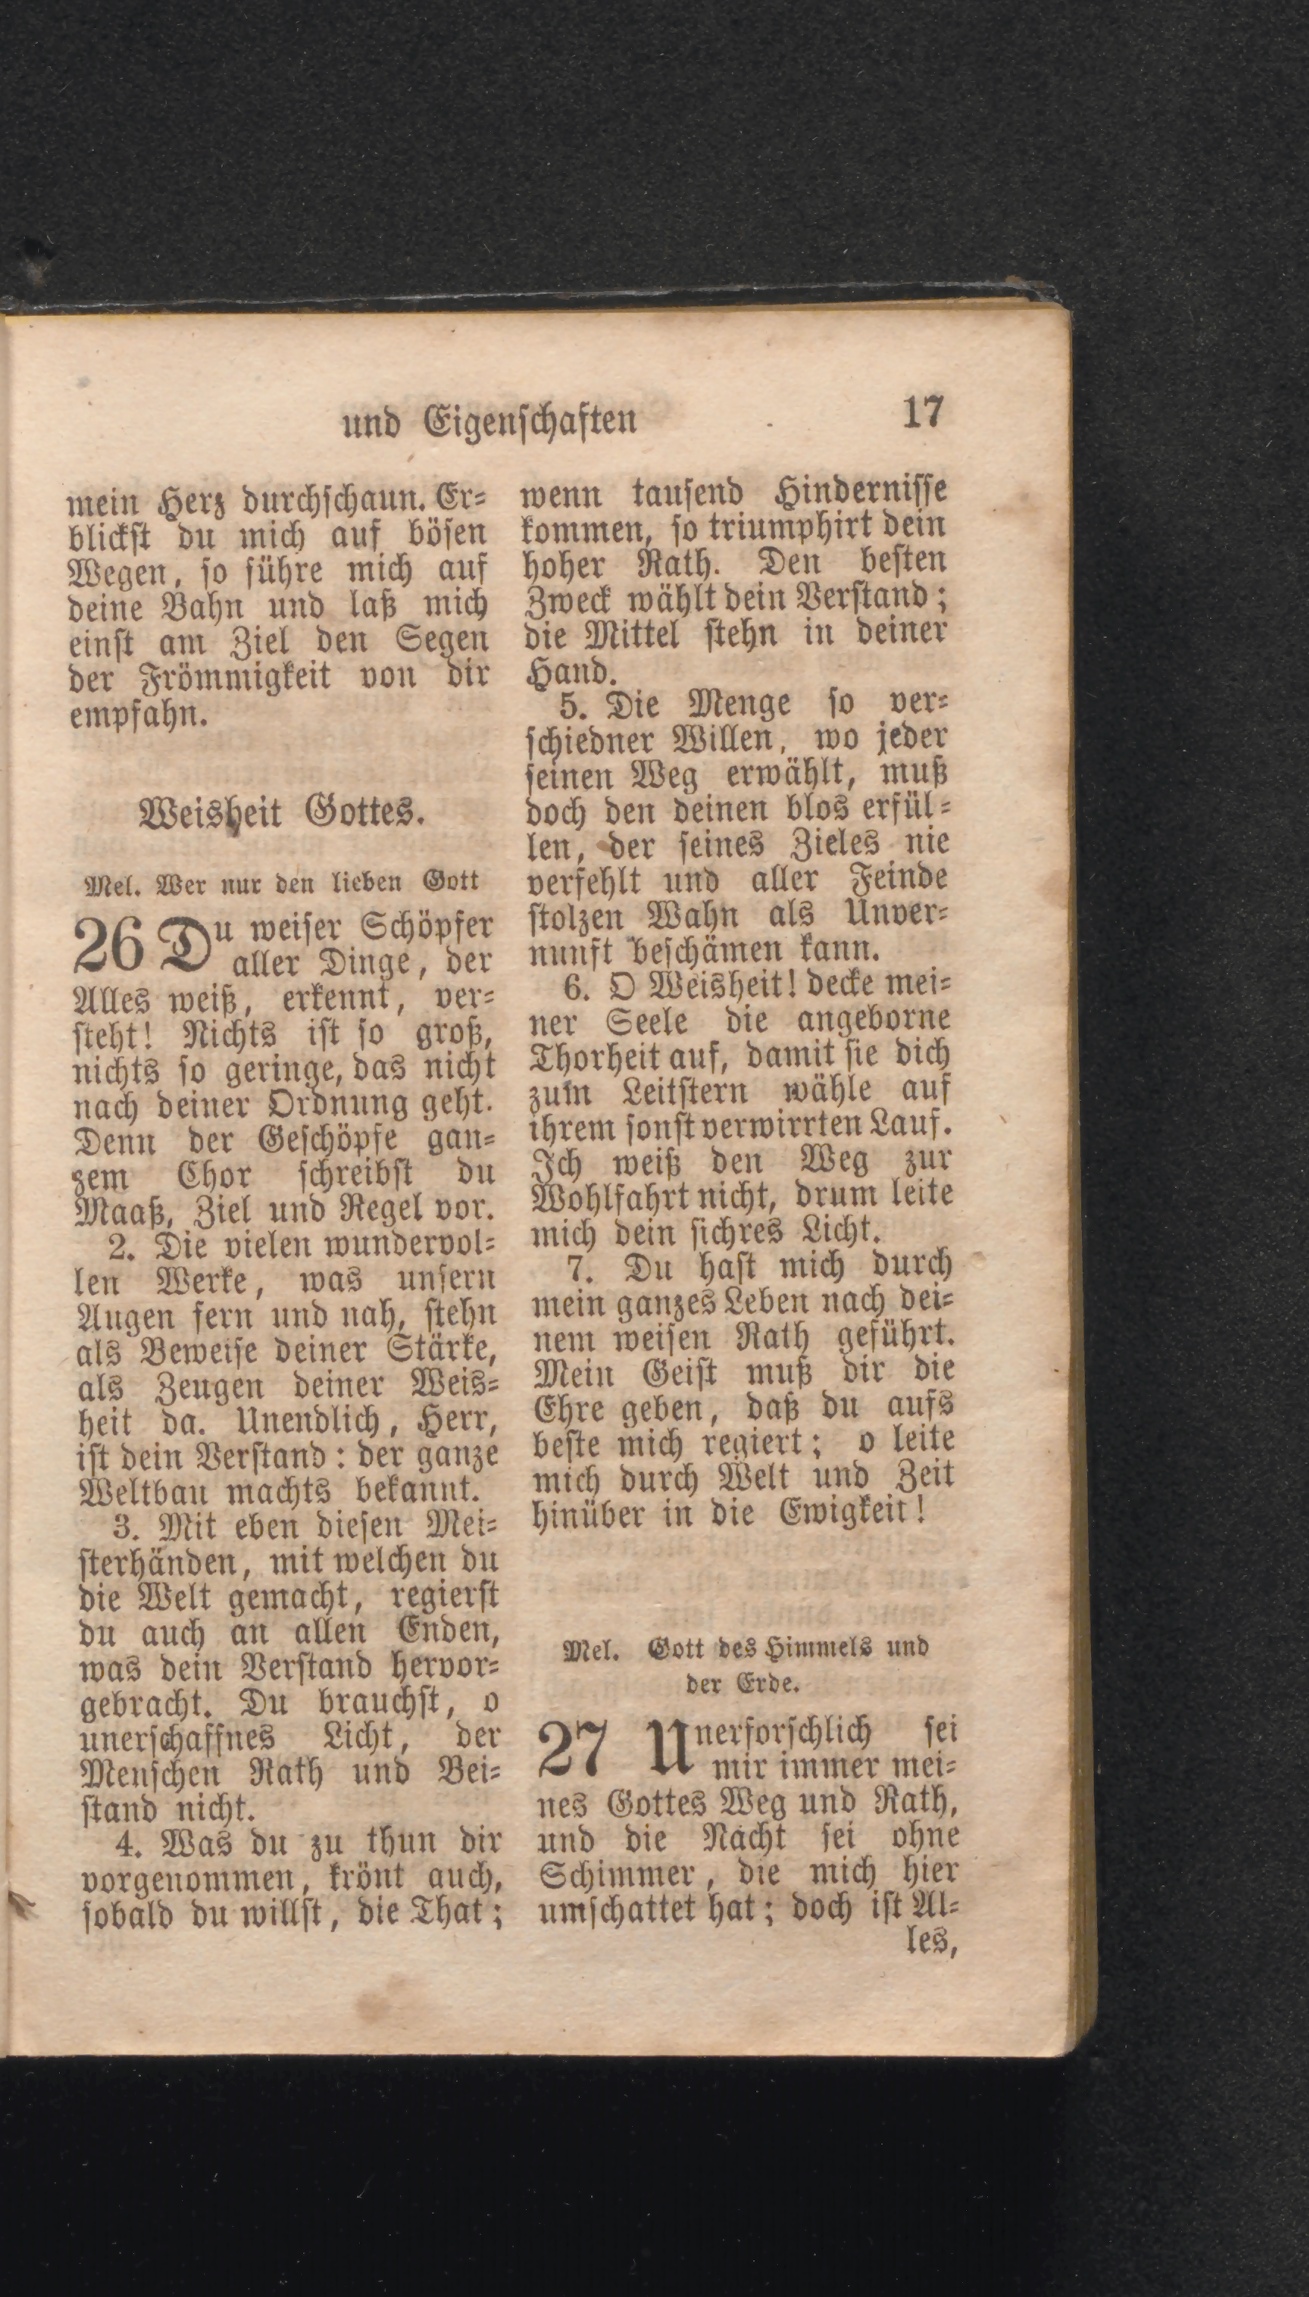 und Eigenschaften 17
mein Herz durchschaun. Er-
blickst du mich auf bösen
Wegen, so führe mich auf
deine Bahn und laß mich
einst am Ziel den Segen
der Frömmigkeit von dir
empfahn.
Weisheit Gottes.
Mel. Wer nur den lieben Gott
26 Du weiser Schöpfer
aller Dinge, der
Alles weiß, erkennt, ver-
steht! Nichts ist so groß,
nichts so geringe, das nicht
nach deiner Ordnung geht.
Denn der Geschöpfe gan-
zem Chor schreibst du
Maaß, Ziel und Regel vor.
2. Die vielen wundervol-
len Werke, was unsern
Augen fern und nah, stehn
als Beweise deiner Stärke,
als Zeugen deiner Weis-
heit da. Unendlich, Herr,
ist dein Verstand: der ganze
Weltbau machts bekannt.
3. Mit eben diesen Mei-
sterhänden, mit welchen du
die Welt gemacht, regierst
du auch an allen Enden,
was dein Verstand hervor-
gebracht. Du brauchst, o
unerschaffnes Licht, der
Menschen Rath und Bei-
stand nicht.
4. Was du zu thun dir
vorgenommen, krönt auch,
sobald du willst, die That;
wenn tausend Hindernisse
kommen, so triumphirt dein
hoher Rath. Den besten
Zweck wählt dein Verstand;
die Mittel stehn in deiner
Hand.
5. Die Menge so ver-
schiedner Willen, wo jeder
seinen Weg erwählt, muß
doch den deinen blos erfül-
len, der seines Zieles nie
verfehlt und aller Feinde
stolzen Wahn als Unver-
nunft beschämen kann.
6. O Weisheit! decke mei-
ner Seele die angeborne
Thorheit auf, damit sie dich
zum Leitstern wähle auf
ihrem sonst verwirrten Lauf.
Ich weiß den Weg zur
Wohlfahrt nicht, drum leite
mich dein sichres Licht.
7. Du hast mich durch
mein ganzes Leben nach dei-
nem weisen Rath geführt.
Mein Geist muß dir die
Ehre geben, daß du aufs
beste mich regiert; o leite
mich durch Welt und Zeit
hinüber in die Ewigkeit!
Mel. Gott des Himmels und
der Erde.
27 Unerforschlich sei
mir immer mei-
nes Gottes Weg und Rath,
und die Nacht sei ohne
Schimmer, die mich hier
umschattet hat; doch ist Al-
les,